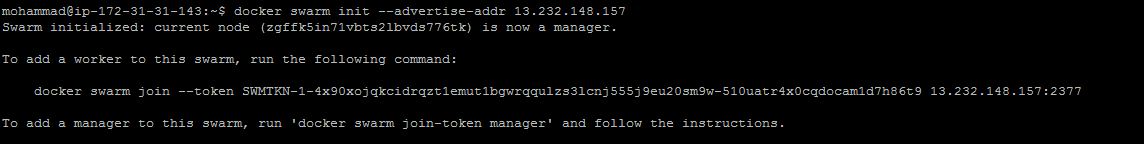 mohammad@ip-172-31-31-143:~$ docker swarm init --advertise-addr 13.232.148.157
Swarm initialized: current node (zgffk5in71vbts2lbvds776tk) is now a manager.
To add a worker to this swarm, run the following command:
docker swarm join --token SWMTKN-1-4x90xojqkcidrqzt1emut1bgwrqqulzs3lcnj555j9eu20sm9w-510uatr4x0cqdocam1d7h86t9 13.232.148.157:2377
To add a manager to this swarm, run 'docker swarm join-token manager' and follow the instructions.